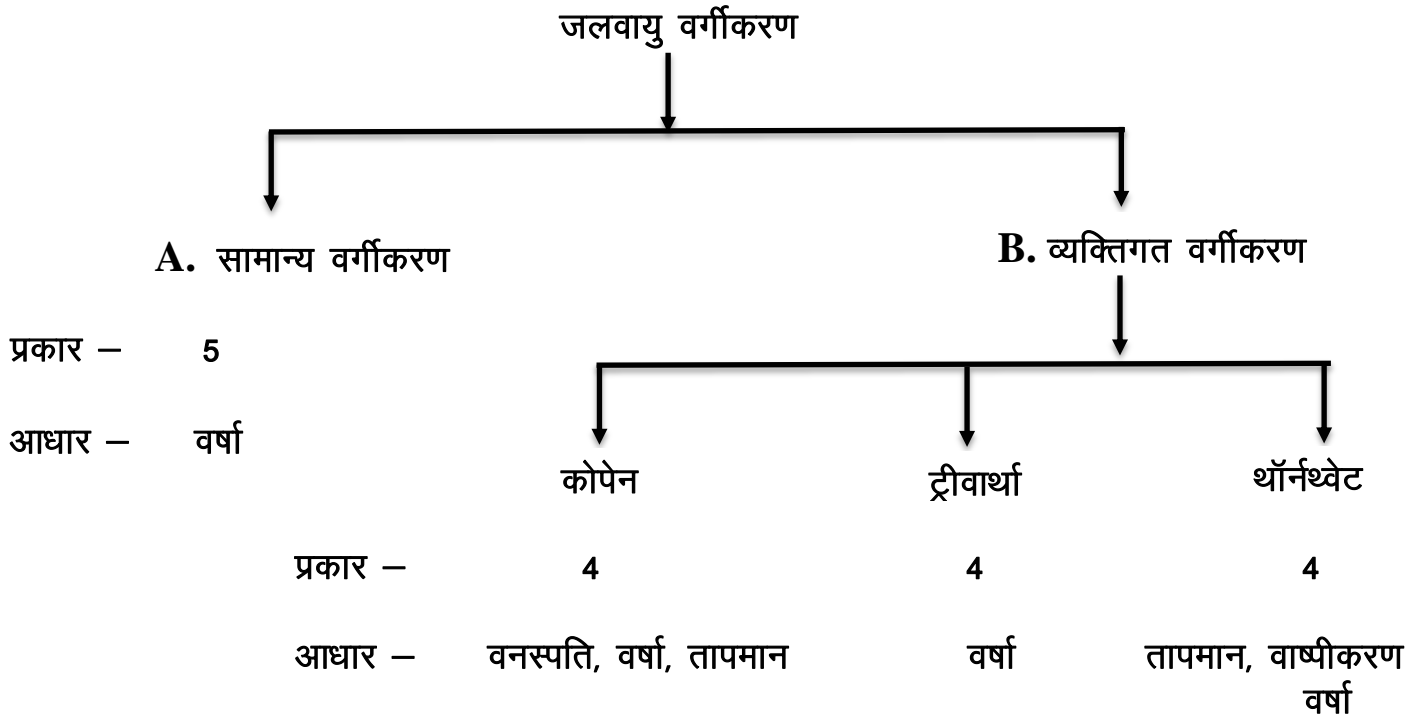 जलवायु वर्गीकरण
A. सामान्य वर्गीकरण
B. व्यक्तिगत वर्गीकरण
प्रकार – 5
आधार – वर्षा
कोपेन ट्रीवार्था थॉर्नथ्वेट
प्रकार – 4 4 4
आधार – वनस्पति, वर्षा, तापमान वर्षा तापमान, वाष्पीकरण
वर्षा